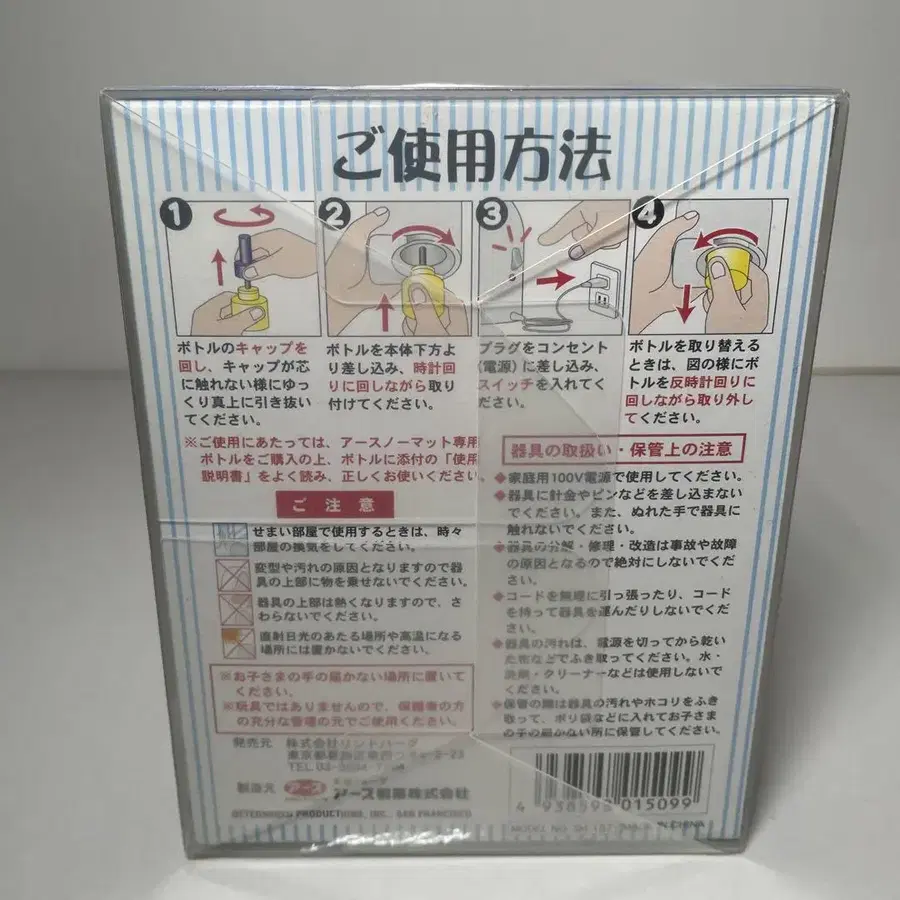 ご使用方法
1
2
3
4
ボトルのキャップを
回し、キャップが芯
に触れない様にゆっ
くり真上に引き抜い
てください。
ボトルを本体下方よ
り差し込み、時計回
りに回しながら取り
付けてください。
プラグをコンセント
(電源)に差し込み、
スイッチを入れてく
ださい。
ボトルを取り替える
ときは、図の様にボ
トルを反時計回りに
回しながら取り外し
てください。
※ご使用にあたっては、アースノーマット専用
ボトルをご購入の上、ボトルに添付の「使用
説明書」をよく読み、正しくお使いください。
ご注意
せまい部屋で使用するときは、時々
部屋の換気をしてください。
変型や汚れの原因となりますので器
具の上部に物を乗せないでください。
器具の上部は熱くなりますので、さ
わらないでください。
直射日光のあたる場所や高温になる
場所には置かないでください。
※お子さまの手の届かない場所に置いて
ください。
※玩具ではありませんので、保護者の方
の充分な管理の元でご使用ください。
発売元 株式会社リンドバーグ
東京都葛飾区
TEL.03-
製造元 アース製薬株式会社
DETERMINED PRODUCTIONS, INC., SAN FRANCISCO
器具の取扱い・保管上の注意
◆家庭用100V電源で使用してください。
◆器具に針金やピンなどを差し込まない
でください。また、ぬれた手で器具に
触れないでください。
◆器具の分解・修理・改造は事故や故障
の原因となるので絶対にしないでくだ
さい。
◆コードを無理に引っ張ったり、コード
を持って器具を運んだりしないでくだ
さい。
◆器具の汚れは、電源を切ってから乾い
た布などでふき取ってください。水・
洗剤・クリーナーなどは使用しないで
ください。
◆保管の際は器具の汚れやホコリをふき
取って、ポリ袋などに入れてお子さま
の手の届かない所に保管してください。
4 938598 015099
MODEL NO. IN CHINA